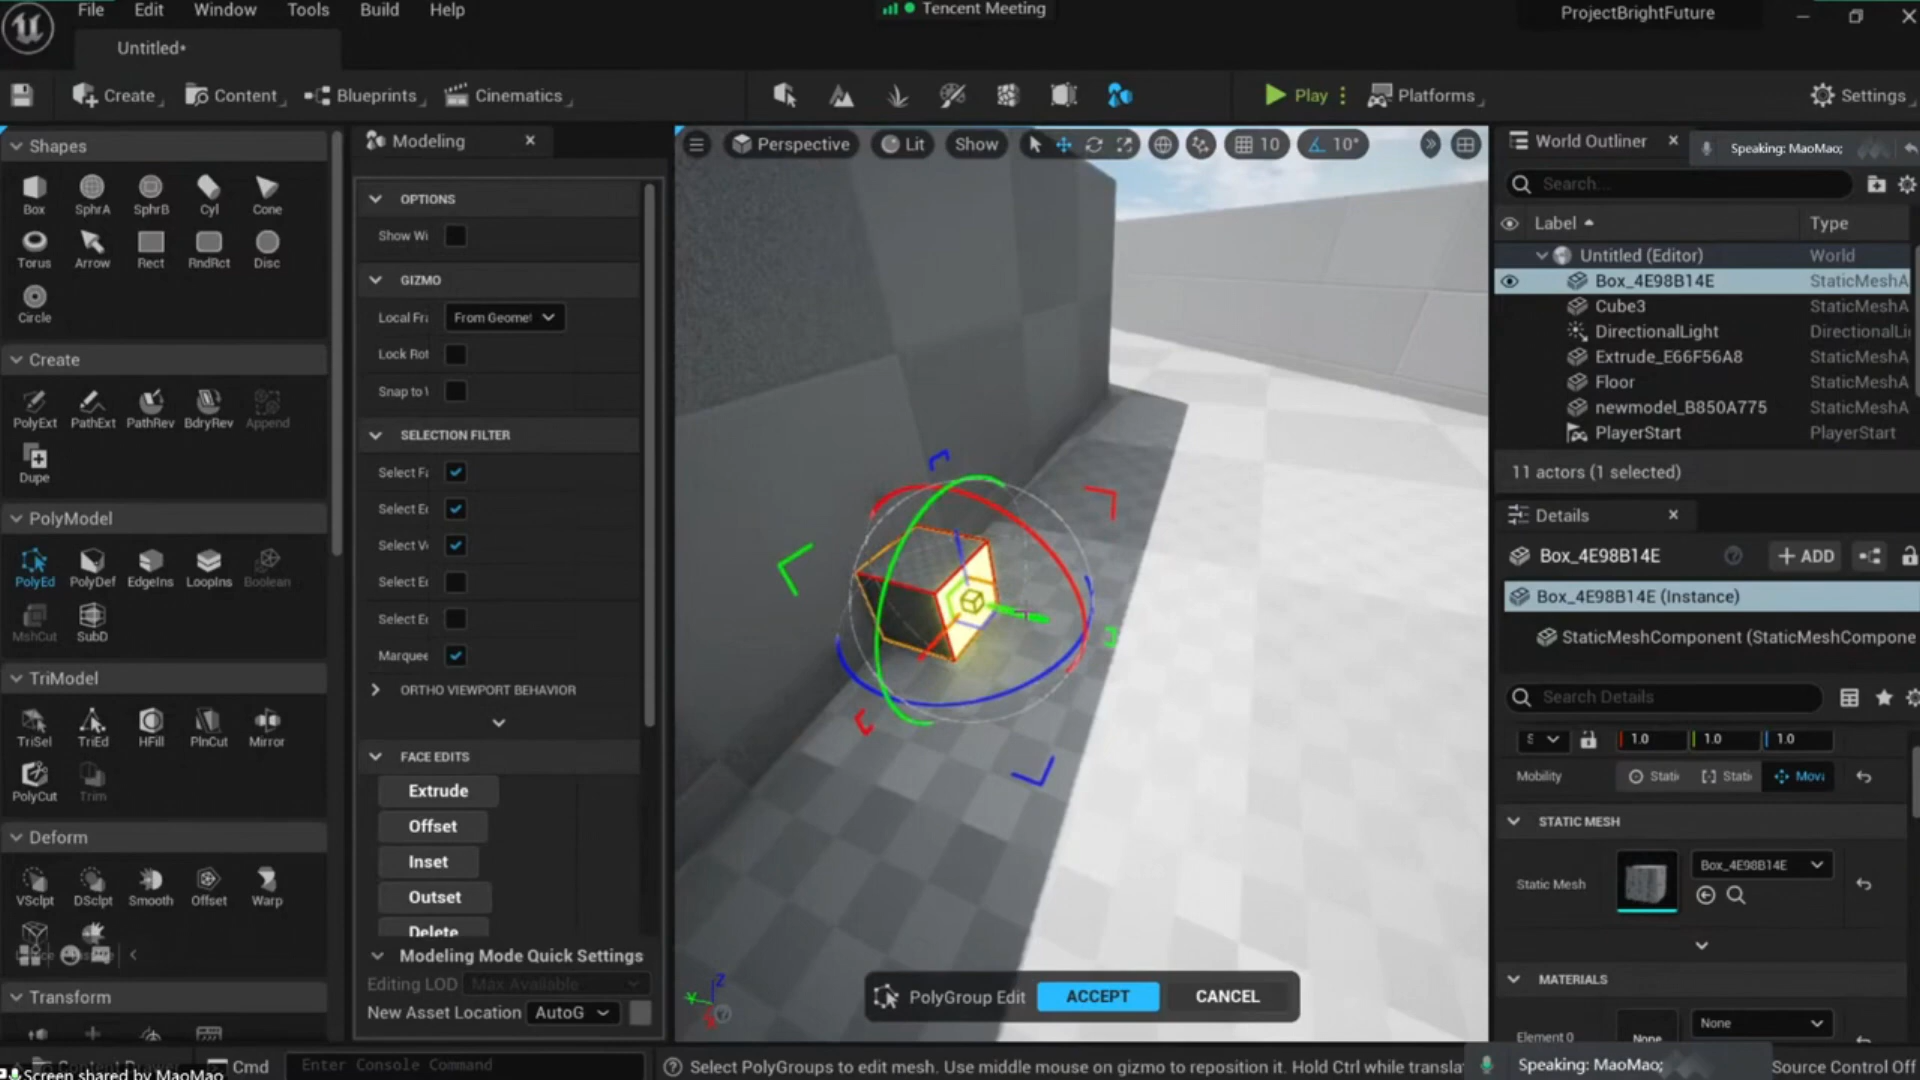 File Edit Window Tools Build Help
Tencent Meeting
ProjectBrightFuture
Untitled•
Create
Content
Blueprints
Cinematics
Play
Platforms
Settings
Shapes
Box SphrA SphrB Cyl Cone
Torus Arrow Rect RndRct Disc
Circle
Create
PolyExt PathExt PathRev BdryRev Append
Dupe
PolyModel
PolyEd PolyDef EdgeIns LoopIns Boolean
MshCut SubD
TriModel
TriSel TriEd HFill PlnCut Mirror
PolyCut Trim
Deform
VSclpt DSclpt Smooth Offset Warp
Transform
Modeling
OPTIONS
Show Wi
GIZMO
Local Fra From Geomet
Lock Rot
Snap to
SELECTION FILTER
Select Fa
Select Ed
Select Ve
Select Ed
Select Ed
Marquee
ORTHO VIEWPORT BEHAVIOR
FACE EDITS
Extrude
Offset
Inset
Outset
Delete
Modeling Mode Quick Settings
Editing LOD Max Available
New Asset Location AutoG
Perspective Lit Show 10 10°
Z
PolyGroup Edit ACCEPT CANCEL
World Outliner
Speaking: MaoMao;
Search...
Label Type
Untitled (Editor) World
Box_4E98B14E StaticMeshA
Cube3 StaticMeshA
DirectionalLight DirectionalLi
Extrude_E66F56A8 StaticMeshA
Floor StaticMeshA
newmodel_B850A775 StaticMeshA
PlayerStart PlayerStart
11 actors (1 selected)
Details
Box_4E98B14E ADD
Box_4E98B14E (Instance)
StaticMeshComponent (StaticMeshCompone
Search Details
1.0 1.0 1.0
Mobility Stati Stati Mova
STATIC MESH
Static Mesh Box_4E98B14E
MATERIALS
Element 0 None None
Content Drawer Cmd Enter Console Command
Select PolyGroups to edit mesh. Use middle mouse on gizmo to reposition it. Hold Ctrl while transla
Speaking: MaoMao;
Source Control Off
Screen shared by MaoMao